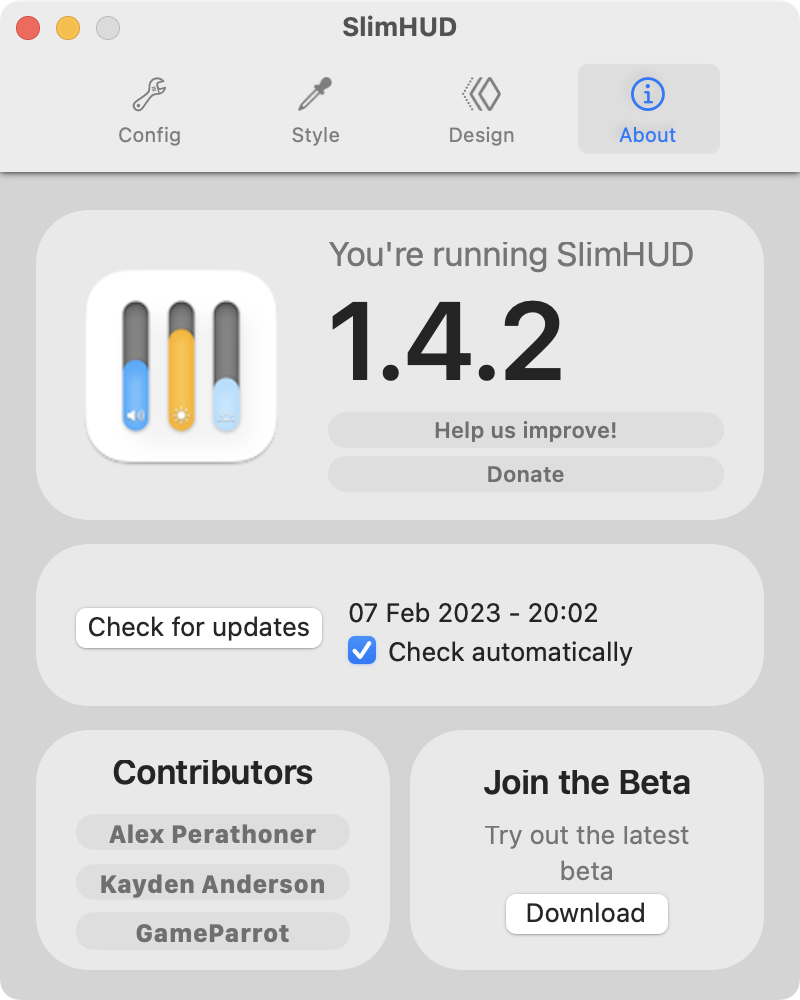 SlimHUD
Config
Style
Design
About
You're running SlimHUD
1.4.2
Help us improve!
Donate
Check for updates
07 Feb 2023 - 20:02
Check automatically
Contributors
Alex Perathoner
Kayden Anderson
GameParrot
Join the Beta
Try out the latest
beta
Download